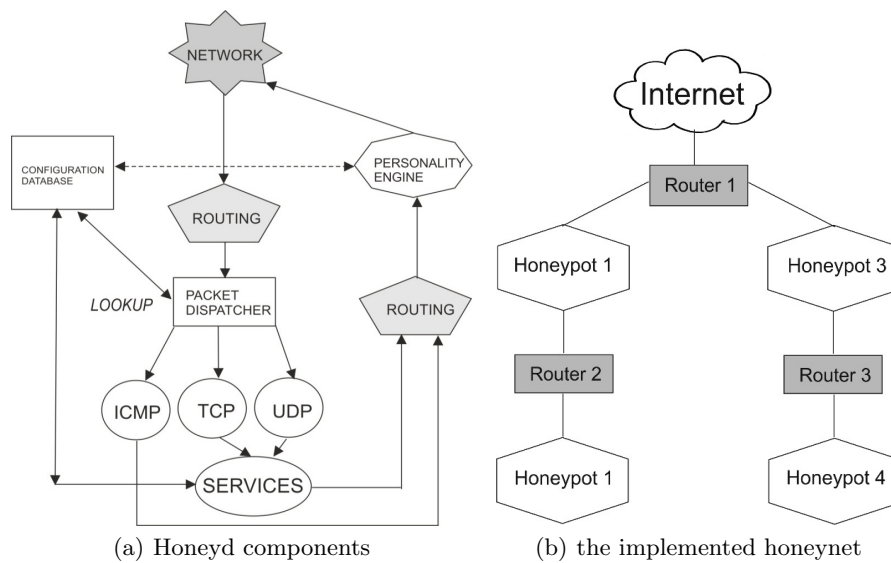 NETWORK
CONFIGURATION
DATABASE
PERSONALITY
ENGINE
ROUTING
LOOKUP
PACKET
DISPATCHER
ROUTING
ICMP
TCP
UDP
SERVICES
(a) Honeyd components
Internet
Router 1
Honeypot 1
Honeypot 3
Router 2
Router 3
Honeypot 1
Honeypot 4
(b) the implemented honeynet